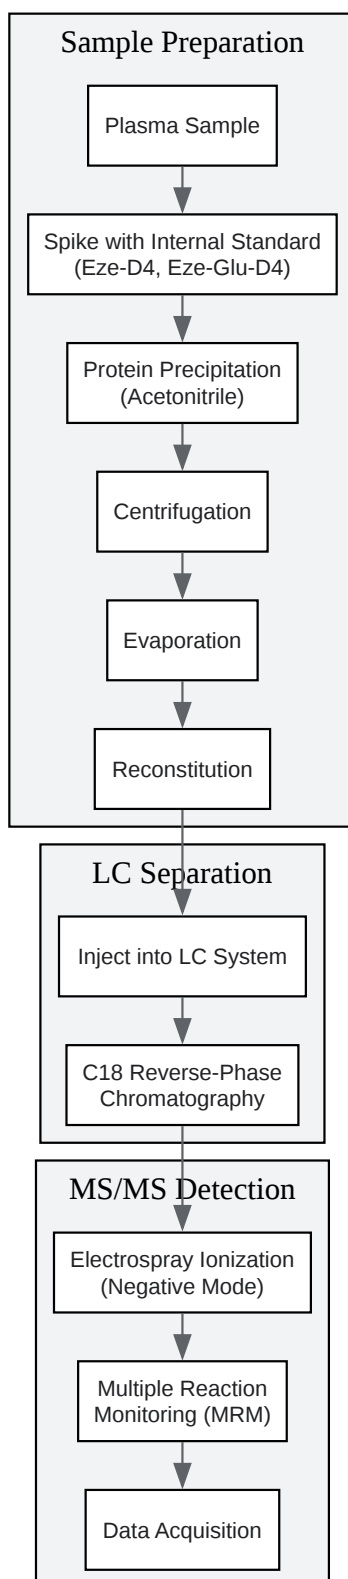 Sample Preparation
Plasma Sample
Spike with Internal Standard
(Eze-D4, Eze-Glu-D4)
Protein Precipitation
(Acetonitrile)
Centrifugation
Evaporation
Reconstitution
LC Separation
Inject into LC System
C18 Reverse-Phase
Chromatography
MS/MS Detection
Electrospray Ionization
(Negative Mode)
Multiple Reaction
Monitoring (MRM)
Data Acquisition